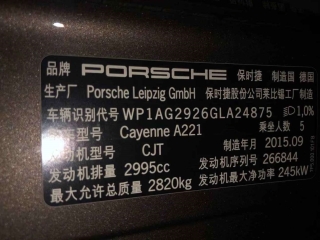 品牌 PORSCHE 保时捷 制造国 德国
生产厂 Porsche Leipzig GmbH 保时捷股份公司莱比锡工厂制造
车辆识别代号 WP1AG2926GLA24875 1,0%
整车型号 Cayenne A221 乘坐人数 5
发动机型号 CJT 制造年月 2015.09
发动机排量 2995cc 发动机序列号 266844
最大允许总质量 2820kg 发动机最大净功率 245kW